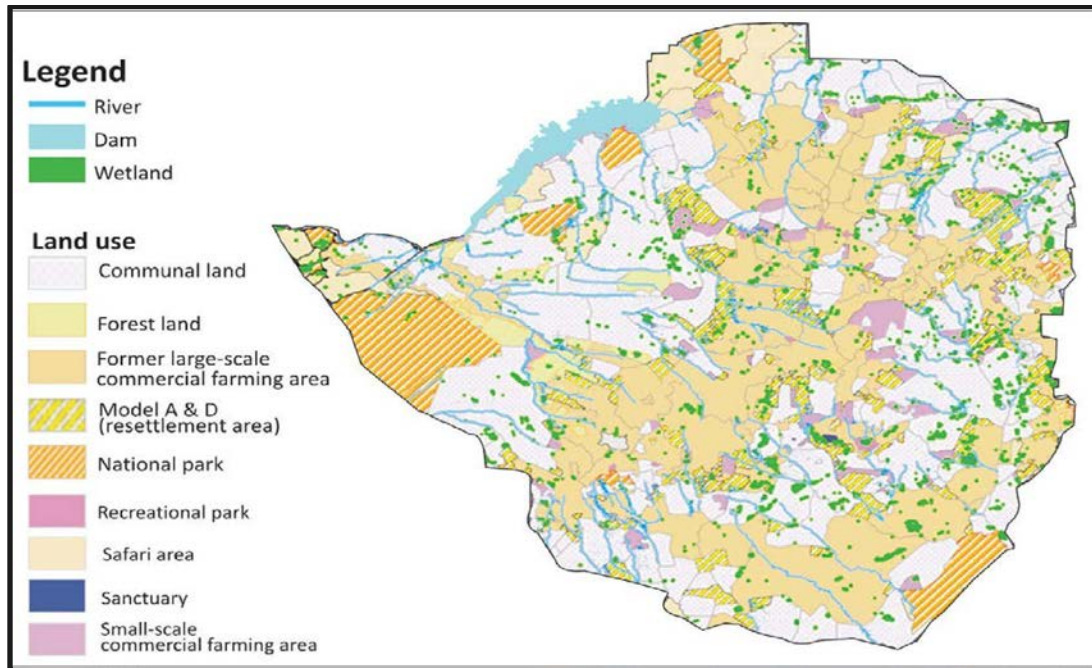 Legend
River
Dam
Wetland
Land use
Communal land
Forest land
Former large-scale
commercial farming area
Model A & D
(resettlement area)
National park
Recreational park
Safari area
Sanctuary
Small-scale
commercial farming area